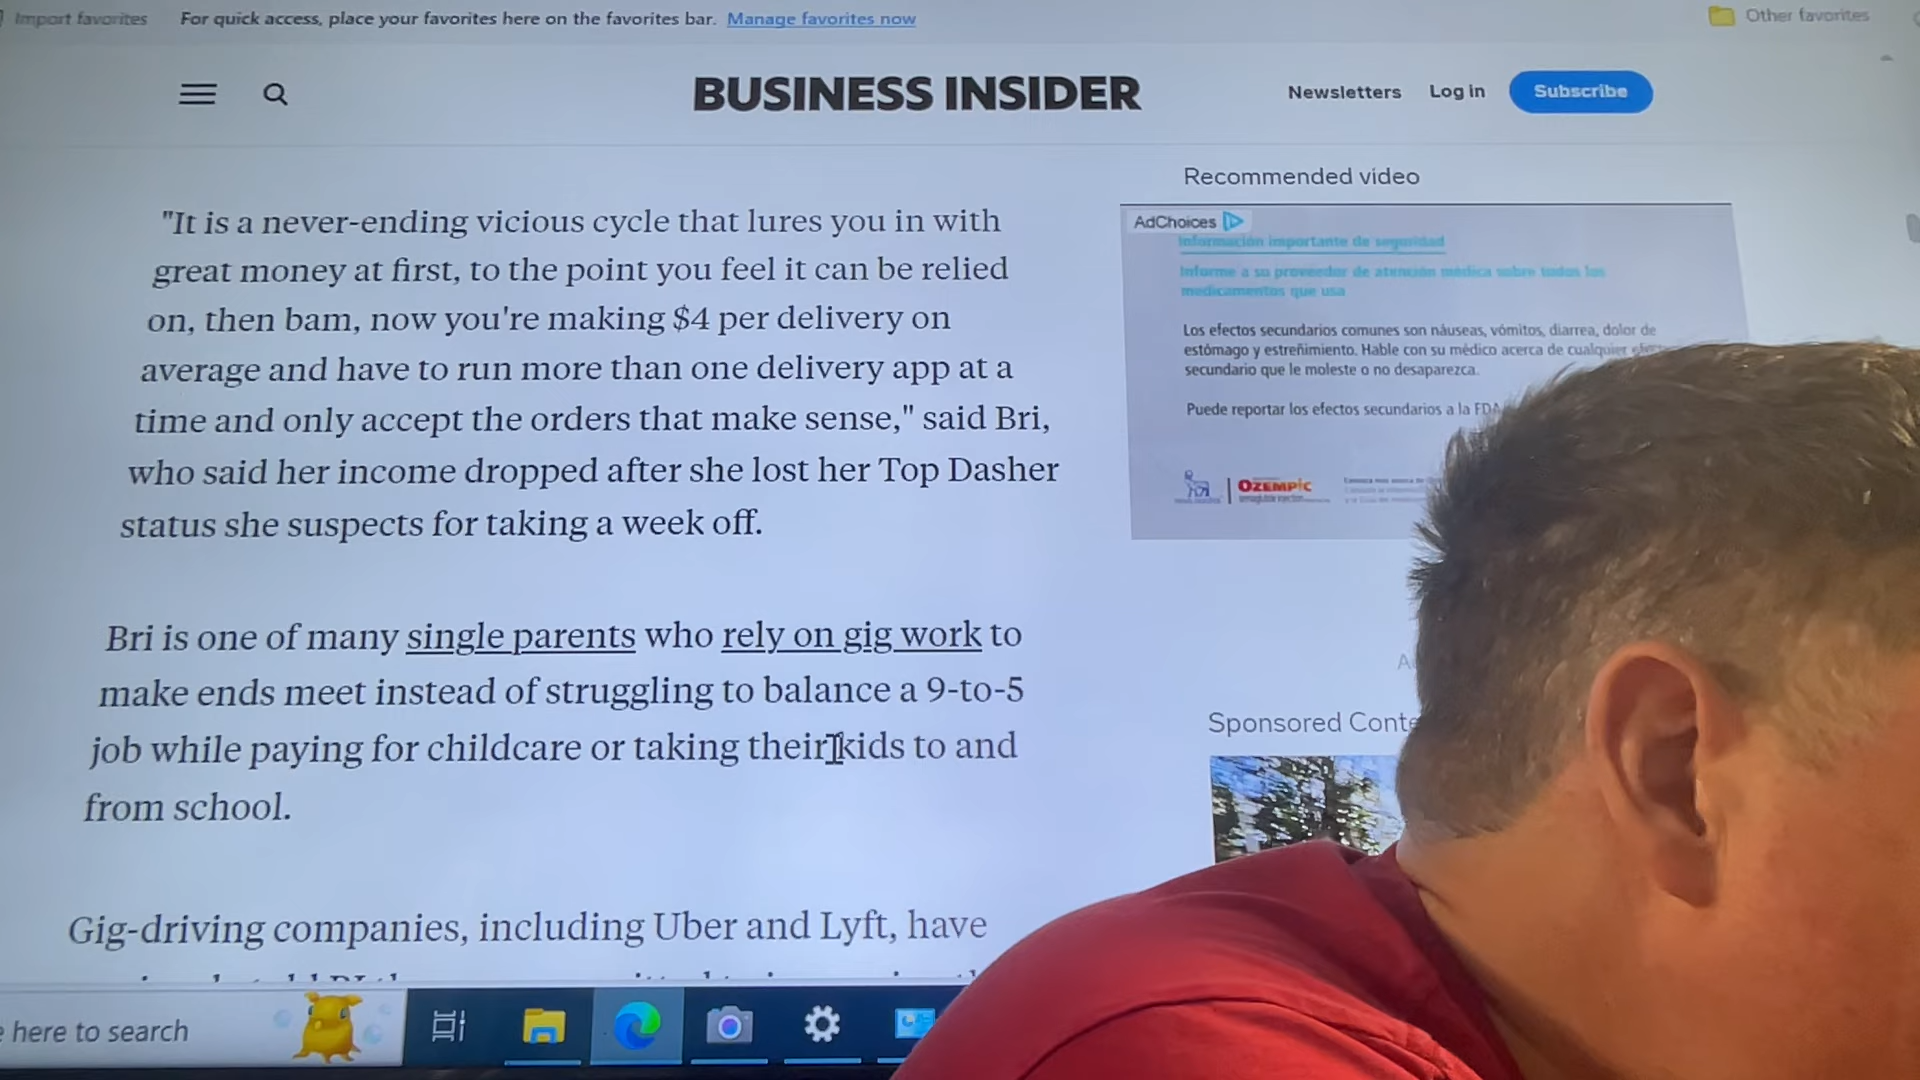 Import favorites
For quick access, place your favorites here on the favorites bar. Manage favorites now
Other favorites
BUSINESS INSIDER
Newsletters
Log in
Subscribe
"It is a never-ending vicious cycle that lures you in with
great money at first, to the point you feel it can be relied
on, then bam, now you're making $4 per delivery on
average and have to run more than one delivery app at a
time and only accept the orders that make sense," said Bri,
who said her income dropped after she lost her Top Dasher
status she suspects for taking a week off.
Bri is one of many single parents who rely on gig work to
make ends meet instead of struggling to balance a 9-to-5
job while paying for childcare or taking their kids to and
from school.
Gig-driving companies, including Uber and Lyft, have
Recommended video
AdChoices
Información importante de seguridad
Informe a su proveedor de atención médica sobre todos los
medicamentos que usa
Los efectos secundarios comunes son náuseas, vómitos, diarrea, dolor de
estómago y estreñimiento. Hable con su médico acerca de cualquier
secundario que le moleste o no desaparezca.
Puede reportar los efectos secundarios a la FDA
OZEMPIC
Sponsored Conte
here to search